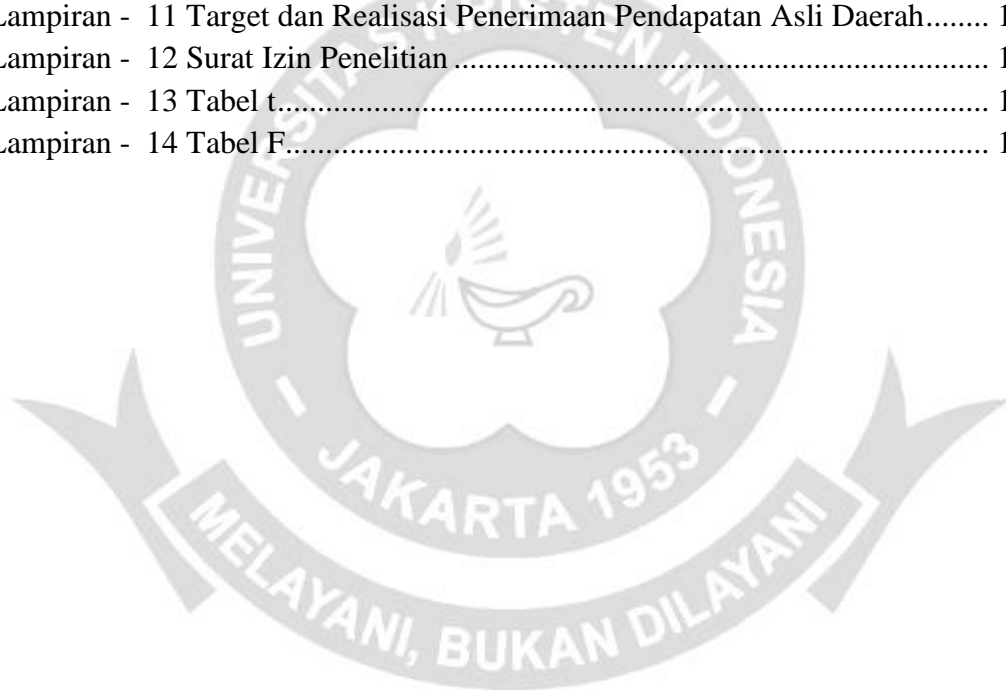 Lampiran - 11 Target dan Realisasi Penerimaan Pendapatan Asli Daerah........ 1
Lampiran - 12 Surat Izin Penelitian ........................................................................... 1
Lampiran - 13 Tabel t.................................................................................................... 1
Lampiran - 14 Tabel F................................................................................................... 1
UNIVERSITAS KRISTEN INDONESIA
- JAKARTA 1953 -
MELAYANI, BUKAN DILAYANI